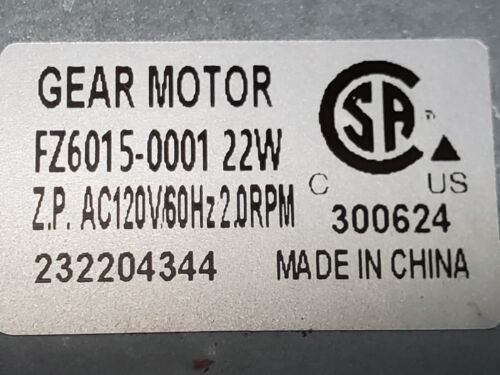 GEAR MOTOR
FZ6015-0001 22W
Z.P. AC120V/60Hz 2.0RPM
232204344
CSA ®
C US
300624
MADE IN CHINA